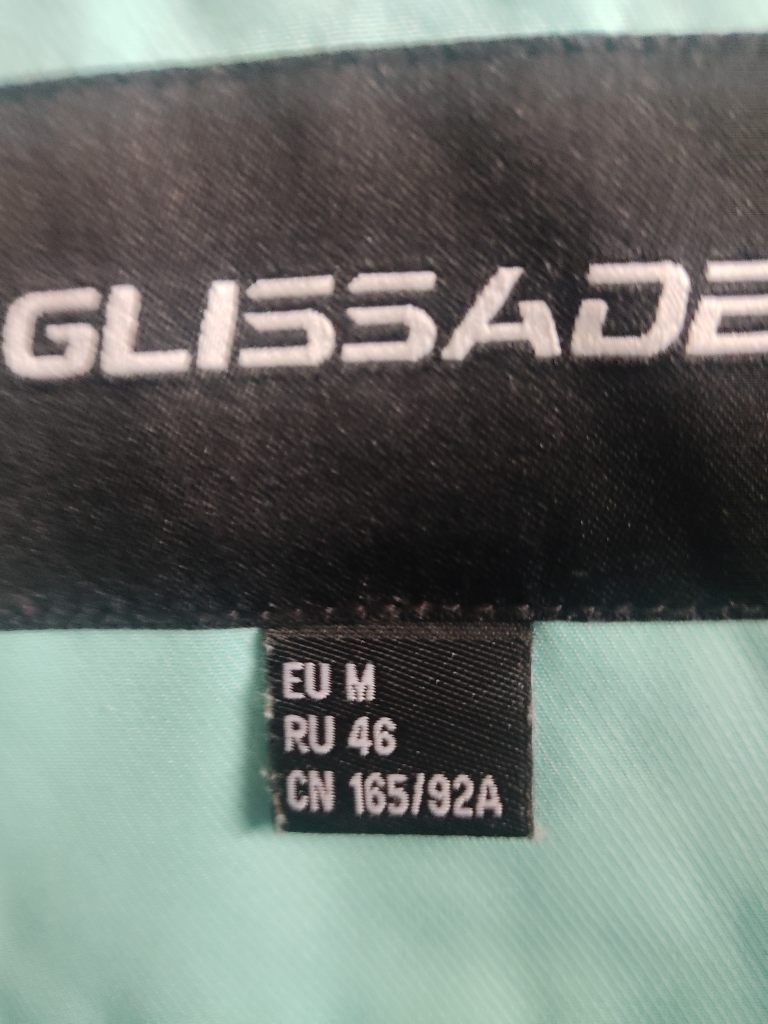 GLISSADE
EU M
RU 46
CN 165/92A